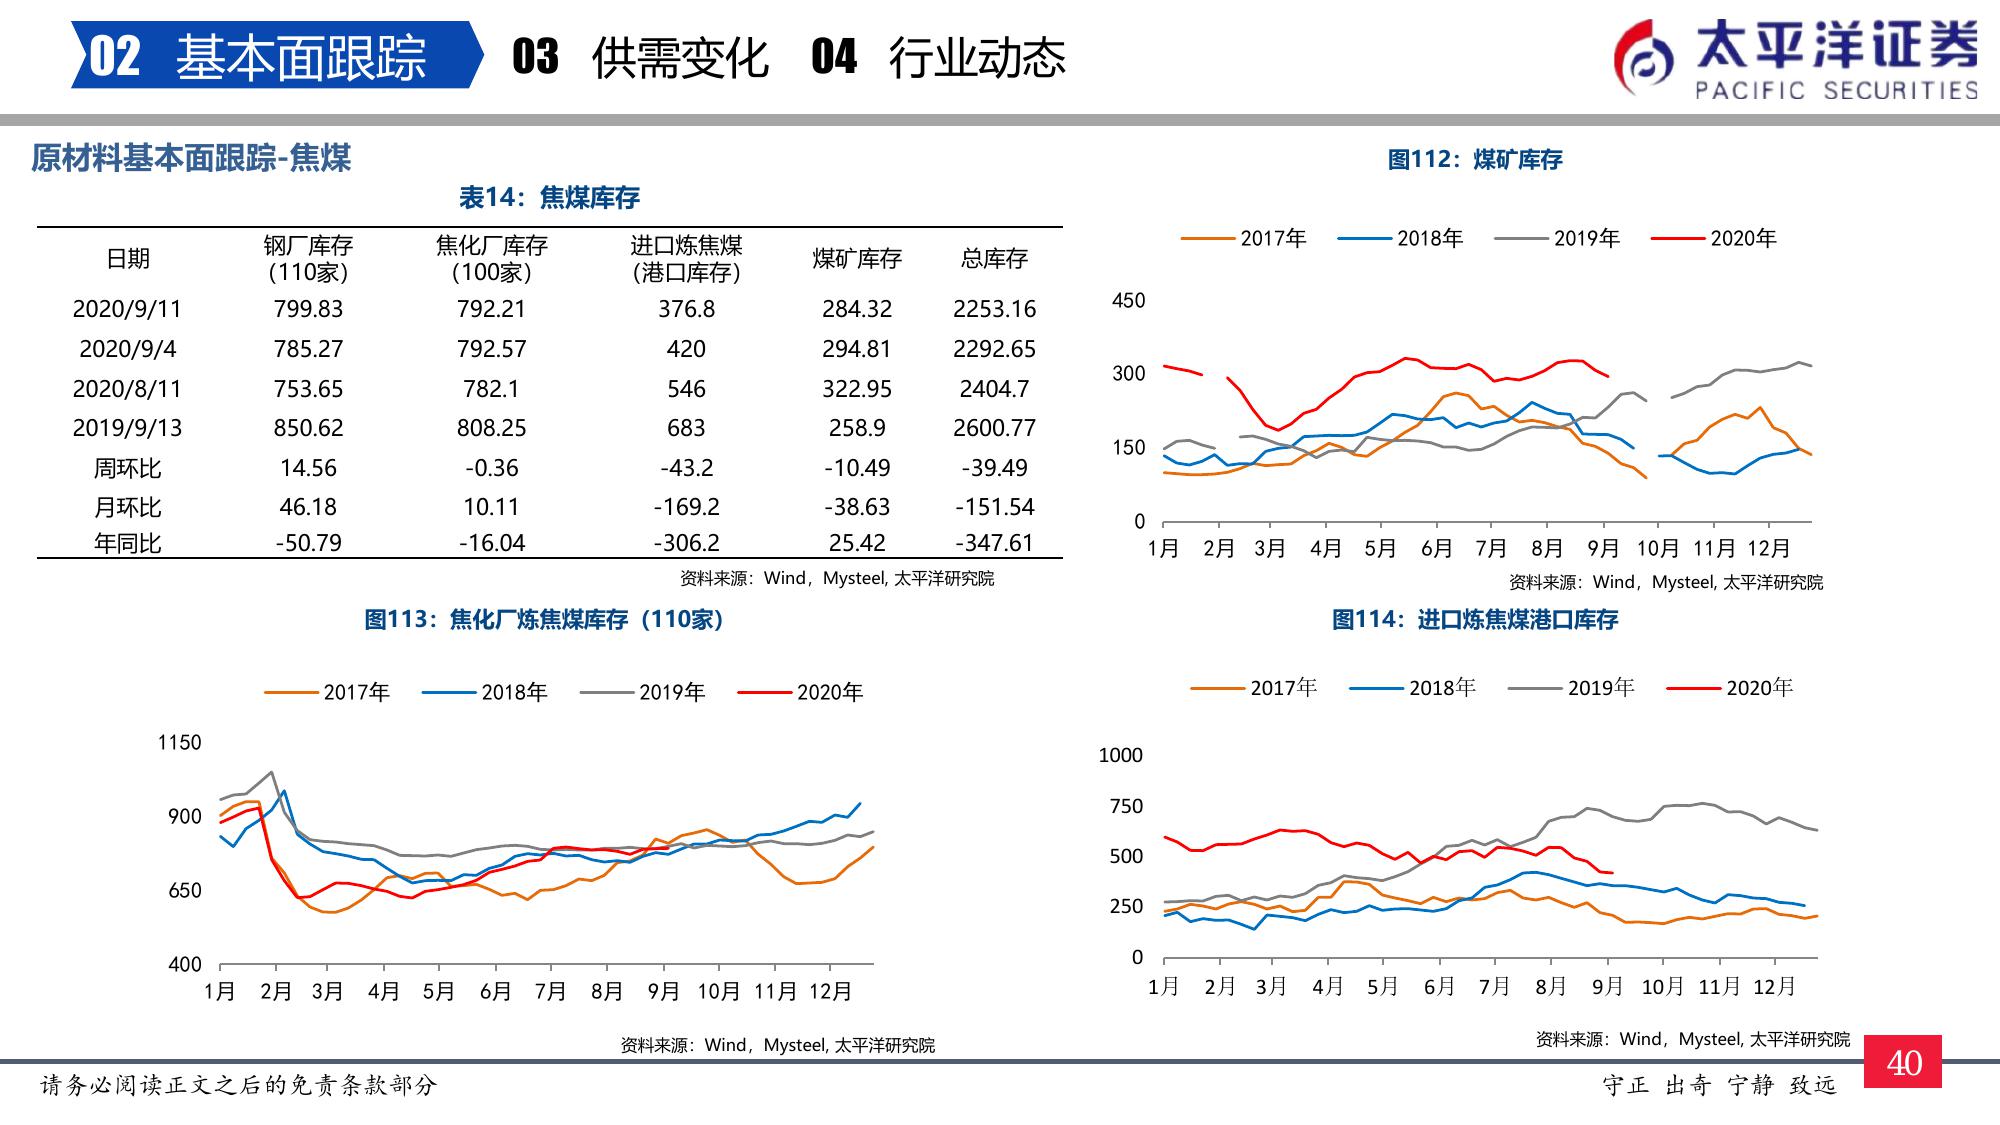 02 基本面跟踪 03 供需变化 04 行业动态
太平洋证券
PACIFIC SECURITIES
原材料基本面跟踪-焦煤
表14：焦煤库存
日期 钢厂库存（110家） 焦化厂库存（100家） 进口炼焦煤（港口库存） 煤矿库存 总库存
2020/9/11 799.83 792.21 376.8 284.32 2253.16
2020/9/4 785.27 792.57 420 294.81 2292.65
2020/8/11 753.65 782.1 546 322.95 2404.7
2019/9/13 850.62 808.25 683 258.9 2600.77
周环比 14.56 -0.36 -43.2 -10.49 -39.49
月环比 46.18 10.11 -169.2 -38.63 -151.54
年同比 -50.79 -16.04 -306.2 25.42 -347.61
资料来源：Wind，Mysteel, 太平洋研究院
图112：煤矿库存
2017年 2018年 2019年 2020年
450
300
150
0
1月 2月 3月 4月 5月 6月 7月 8月 9月 10月 11月 12月
资料来源：Wind，Mysteel, 太平洋研究院
图113：焦化厂炼焦煤库存（110家）
2017年 2018年 2019年 2020年
1150
900
650
400
1月 2月 3月 4月 5月 6月 7月 8月 9月 10月 11月 12月
资料来源：Wind，Mysteel, 太平洋研究院
图114：进口炼焦煤港口库存
2017年 2018年 2019年 2020年
1000
750
500
250
0
1月 2月 3月 4月 5月 6月 7月 8月 9月 10月 11月 12月
资料来源：Wind，Mysteel, 太平洋研究院
请务必阅读正文之后的免责条款部分
守正 出奇 宁静 致远
40